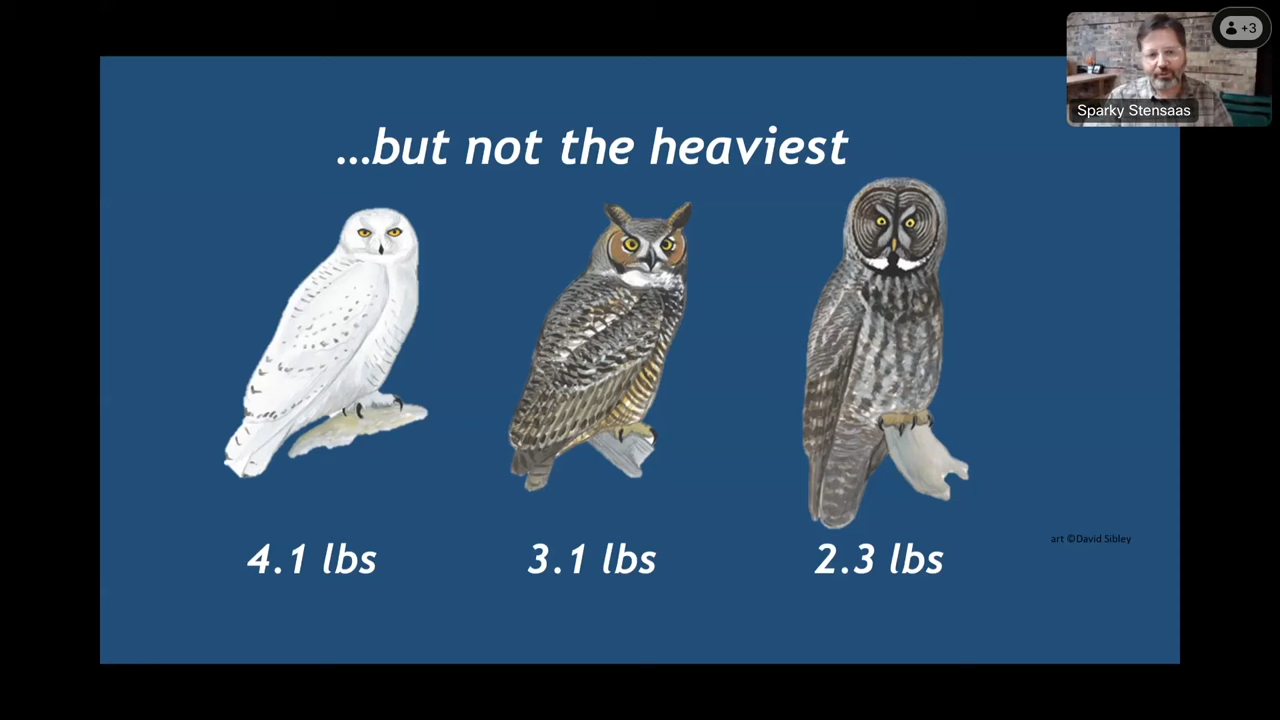 +3
Sparky Stensaas
...but not the heaviest
art ©David Sibley
4.1 lbs
3.1 lbs
2.3 lbs